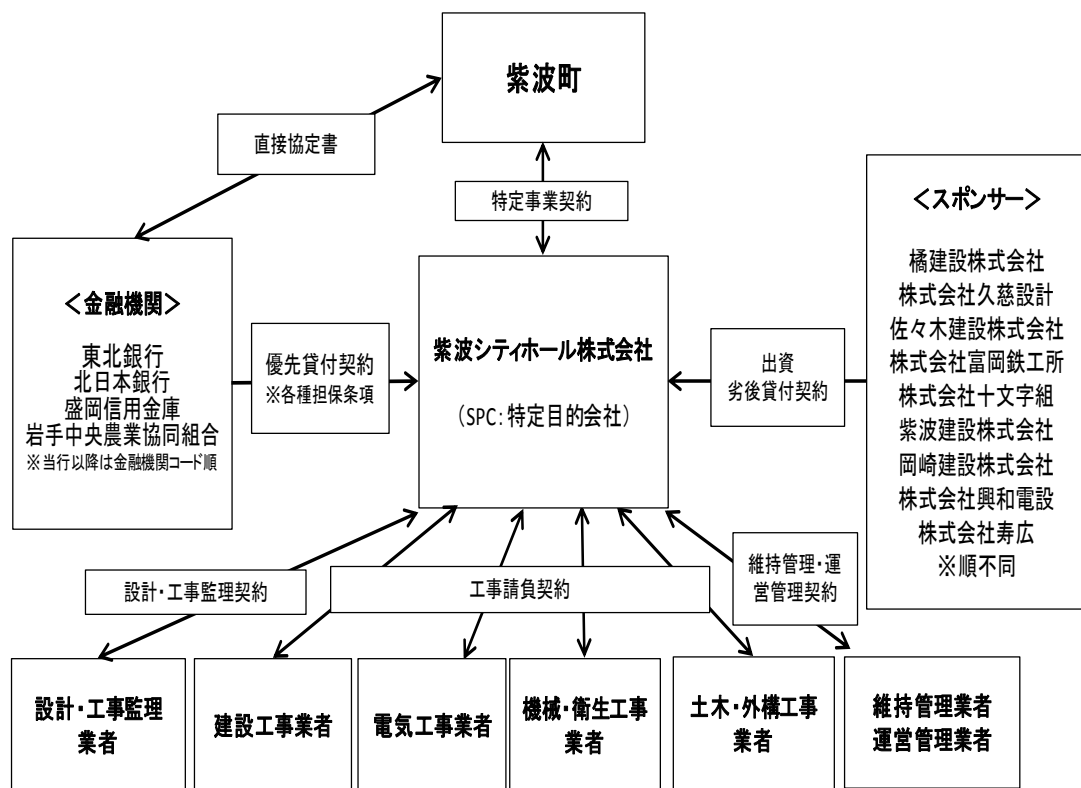 紫波町
直接協定書
特定事業契約
＜スポンサー＞
橘建設株式会社
株式会社久慈設計
佐々木建設株式会社
株式会社富岡鉄工所
株式会社十文字組
紫波建設株式会社
岡崎建設株式会社
株式会社興和電設
株式会社寿広
※順不同
＜金融機関＞
東北銀行
北日本銀行
盛岡信用金庫
岩手中央農業協同組合
※当行以降は金融機関コード順
優先貸付契約
※各種担保条項
紫波シティホール株式会社
（SPC：特定目的会社）
出資
劣後貸付契約
設計・工事監理契約
工事請負契約
維持管理・運
営管理契約
設計・工事監理
業者
建設工事業者
電気工事業者
機械・衛生工事
業者
土木・外構工事
業者
維持管理業者
運営管理業者